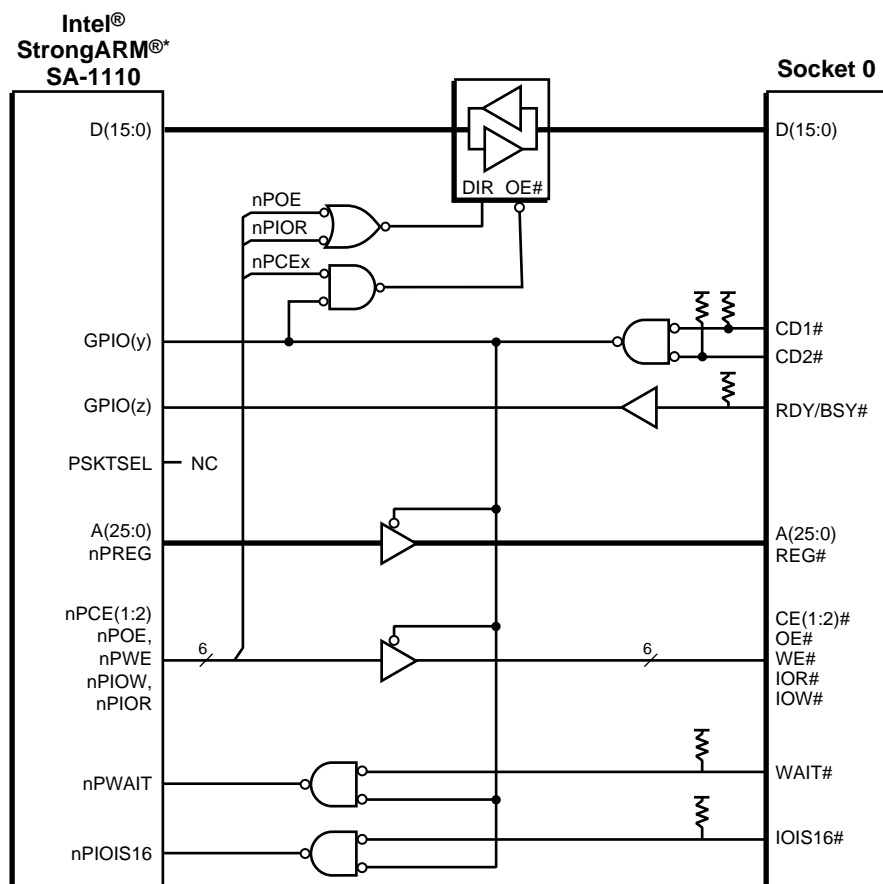 Intel®
StrongARM®*
SA-1110
Socket 0
D(15:0)
D(15:0)
DIR OE#
nPOE
nPIOR
nPCEx
CD1#
GPIO(y)
CD2#
GPIO(z)
RDY/BSY#
PSKTSEL
NC
A(25:0)
nPREG
A(25:0)
REG#
nPCE(1:2)
nPOE,
nPWE
nPIOW,
nPIOR
6
6
CE(1:2)#
OE#
WE#
IOR#
IOW#
nPWAIT
WAIT#
nPIOIS16
IOIS16#